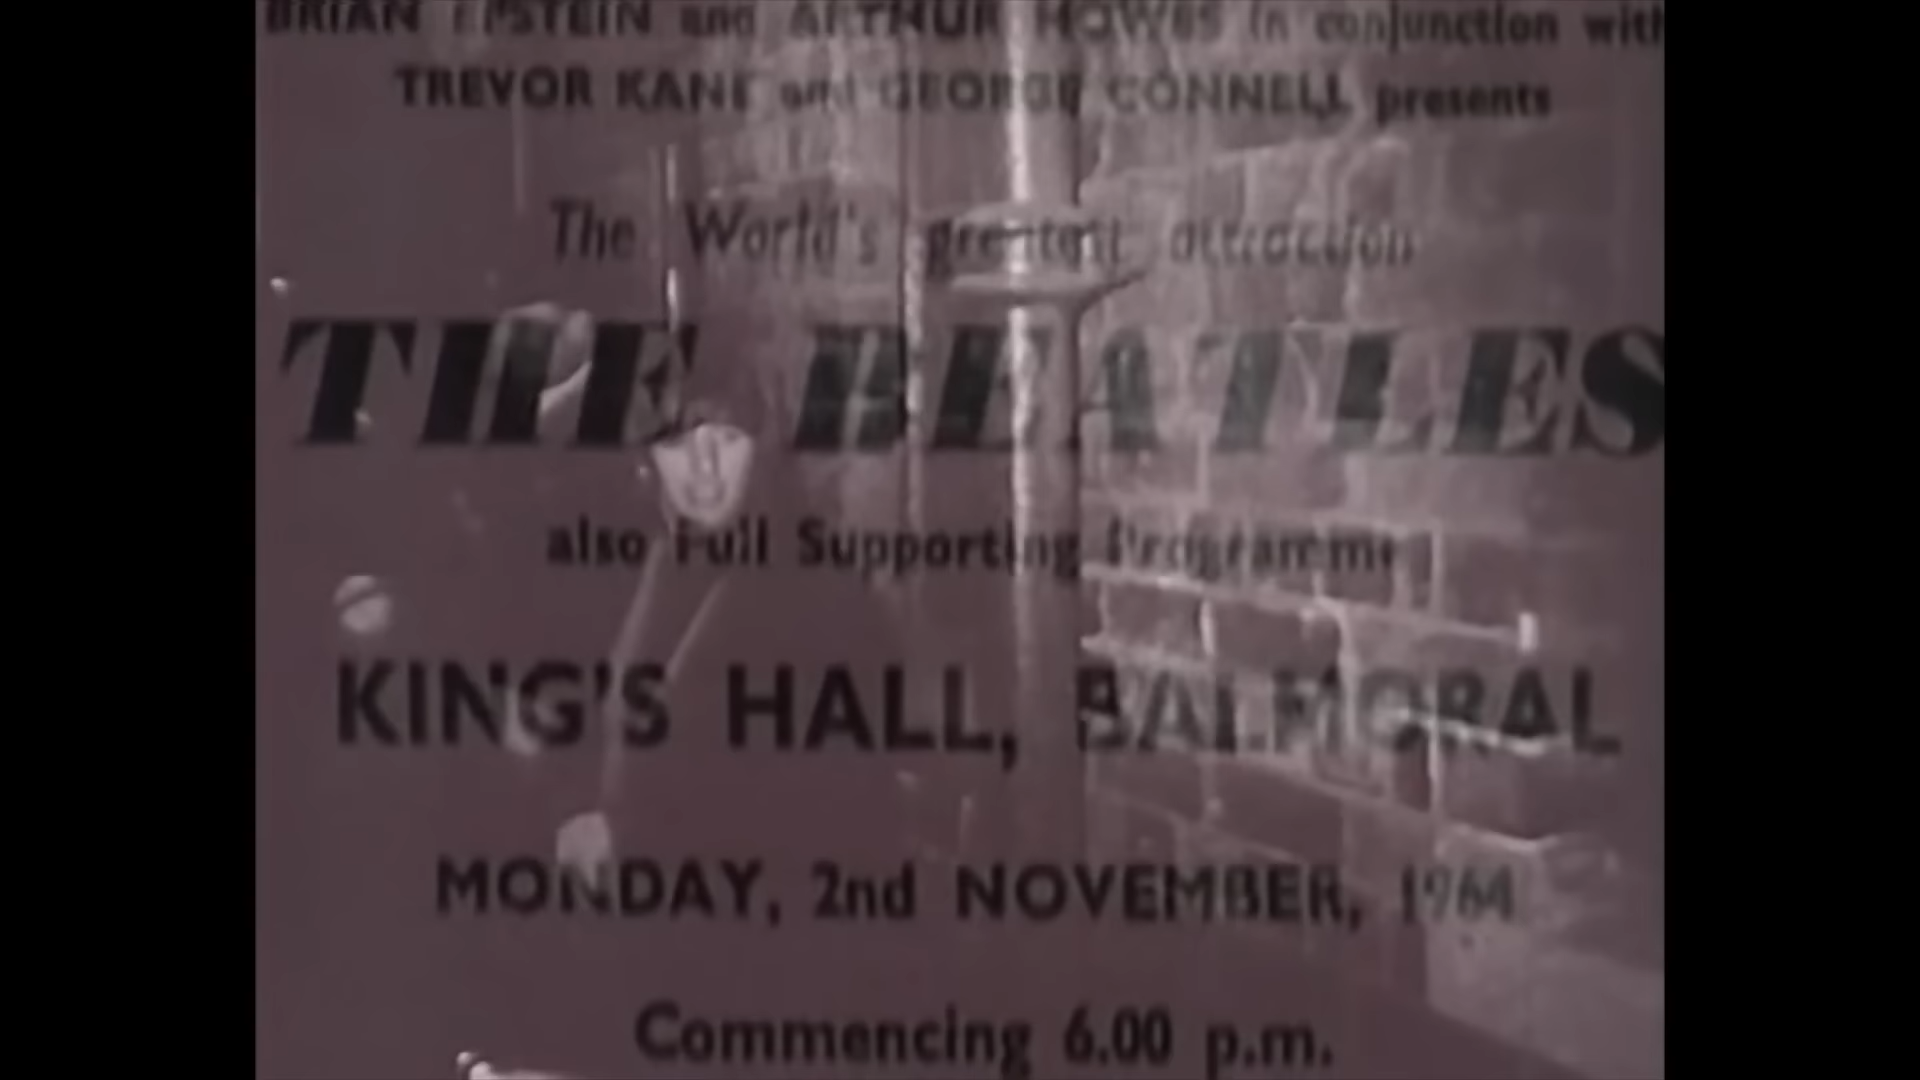 BRIAN EPSTEIN and ARTHUR HOWES in conjunction with
TREVOR KANE and GEORGE CONNELL presents
The World's greatest attraction
THE BEATLES
also Full Supporting Programme
KING'S HALL, BALMORAL
MONDAY, 2nd NOVEMBER, 1964
Commencing 6.00 p.m.